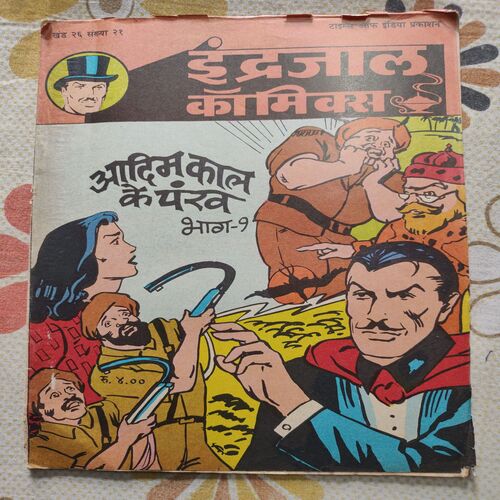 खंड २६ संख्या २१
टाइम्स ऑफ इंडिया प्रकाशन
इंद्रजाल
कॉमिक्स
आदिम काल
के पंख
भाग-१
रु. ४.००